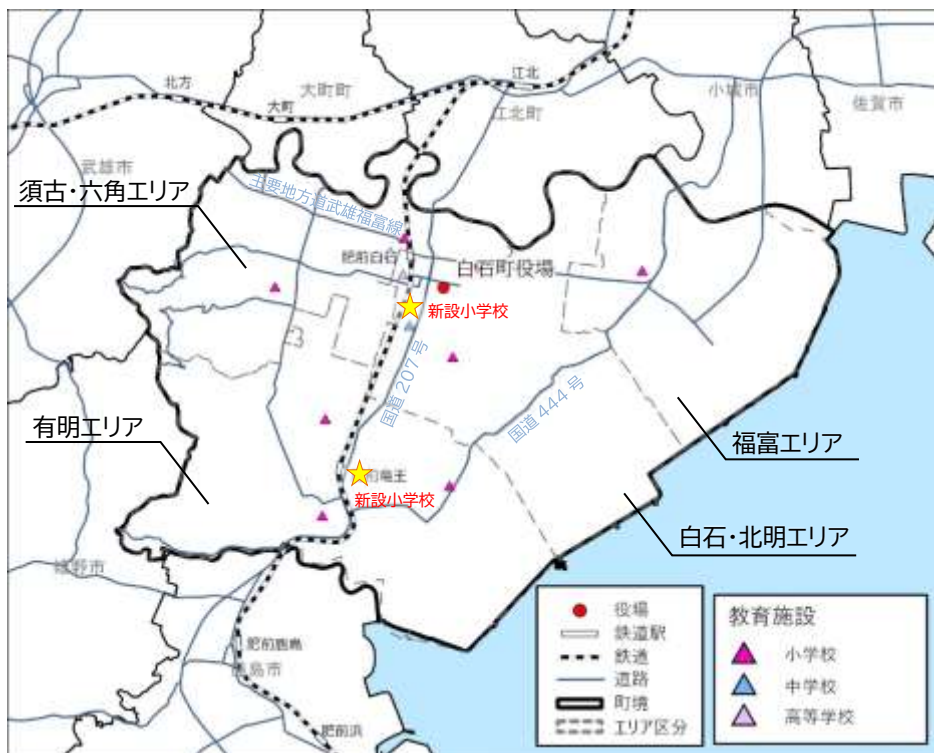 北方
大町町
大町
江北
江北町
小城市
佐賀市
武雄市
須古・六角エリア
主要地方道武雄福富線
肥前白石
白石町役場
新設小学校
国道 207 号
国道 444 号
有明エリア
福富エリア
竜王
新設小学校
白石・北明エリア
嬉野市
肥前鹿島
鹿島市
肥前浜
役場
鉄道駅
鉄道
道路
町境
エリア区分
教育施設
小学校
中学校
高等学校